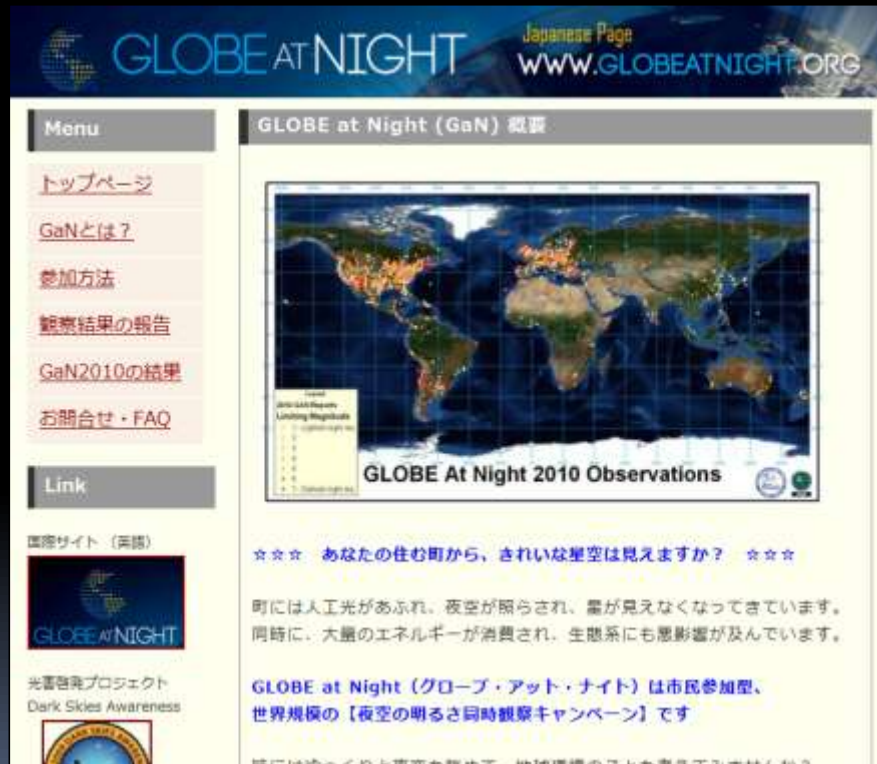 GLOBE AT NIGHT
Japanese Page
WWW.GLOBEATNIGHT.ORG
Menu
トップページ
GaNとは？
参加方法
観察結果の報告
GaN2010の結果
お問合せ・FAQ
Link
国際サイト （英語）
GLOBE AT NIGHT
光害啓発プロジェクト
Dark Skies Awareness
DARK SKIES AWARE
GLOBE at Night (GaN) 概要
Limiting Magnitude
GLOBE At Night 2010 Observations
☆☆☆ あなたの住む町から、きれいな星空は見えますか？ ☆☆☆
町には人工光があふれ、夜空が照らされ、星が見えなくなってきています。
同時に、大量のエネルギーが消費され、生態系にも悪影響が及んでいます。
GLOBE at Night（グローブ・アット・ナイト）は市民参加型、
世界規模の【夜空の明るさ同時観察キャンペーン】です